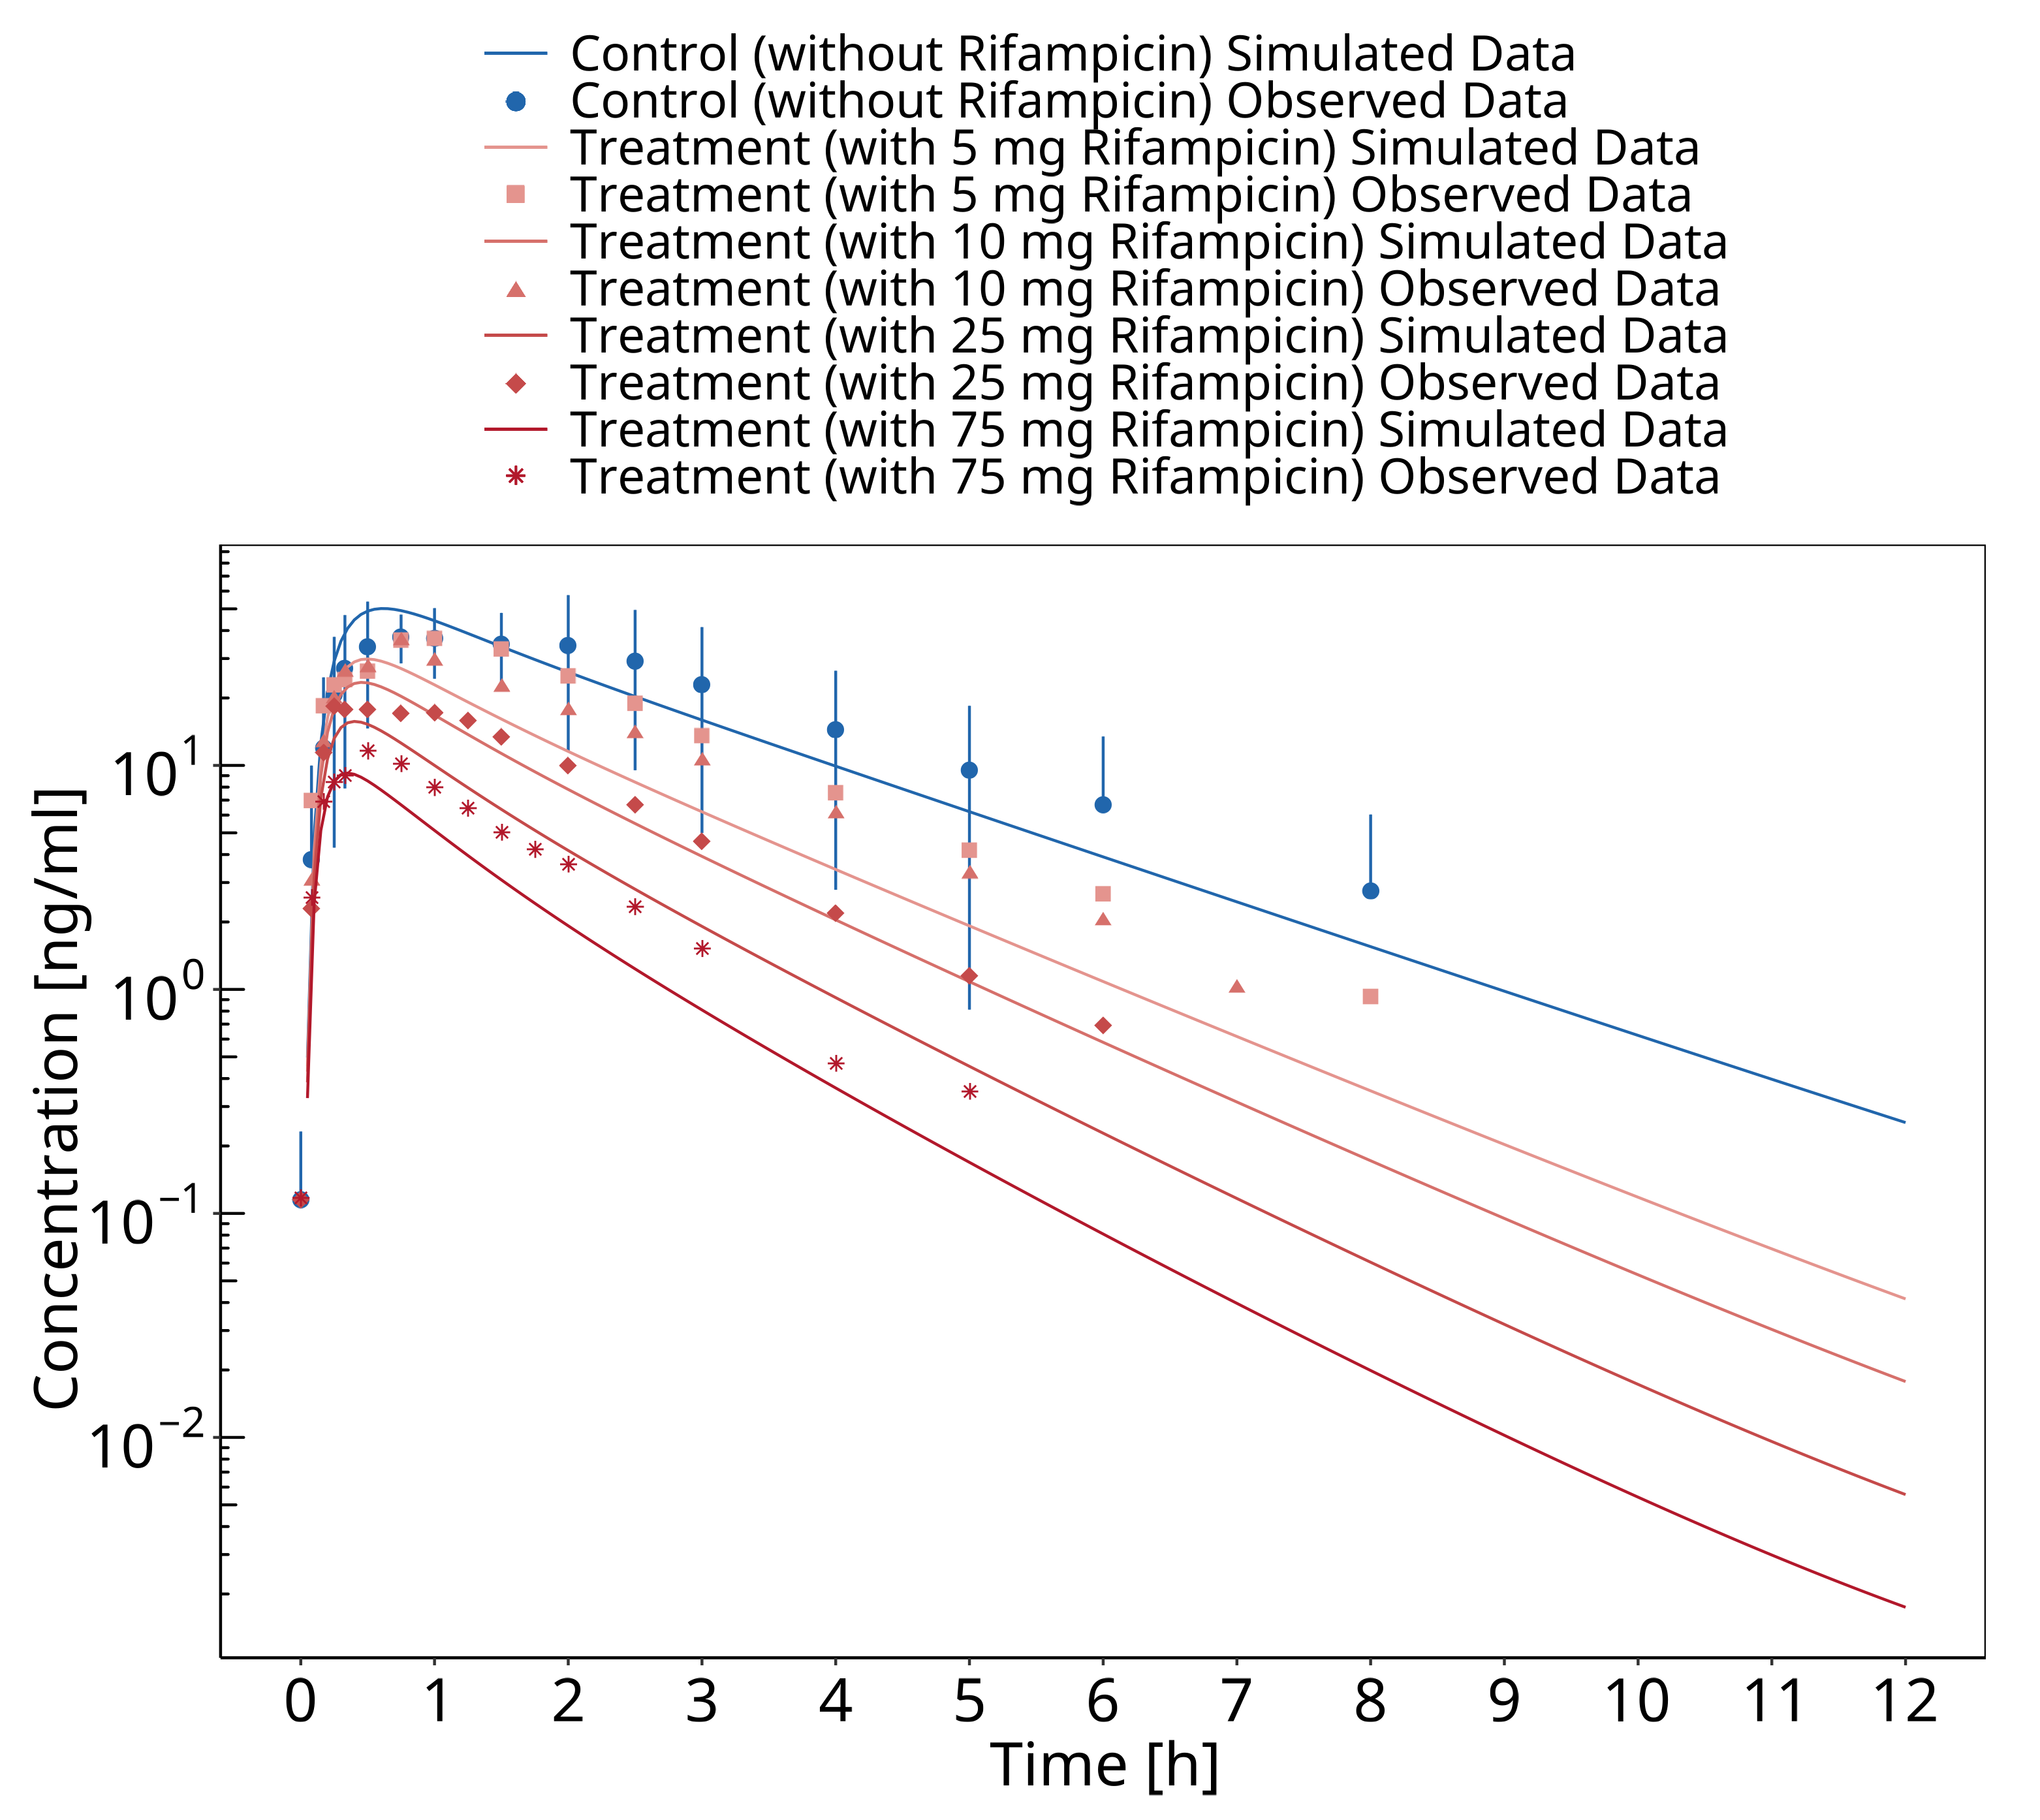 Control (without Rifampicin) Simulated Data
Control (without Rifampicin) Observed Data
Treatment (with 5 mg Rifampicin) Simulated Data
Treatment (with 5 mg Rifampicin) Observed Data
Treatment (with 10 mg Rifampicin) Simulated Data
Treatment (with 10 mg Rifampicin) Observed Data
Treatment (with 25 mg Rifampicin) Simulated Data
Treatment (with 25 mg Rifampicin) Observed Data
Treatment (with 75 mg Rifampicin) Simulated Data
Treatment (with 75 mg Rifampicin) Observed Data
Concentration [ng/ml]
10¹
10⁰
10⁻¹
10⁻²
0 1 2 3 4 5 6 7 8 9 10 11 12
Time [h]